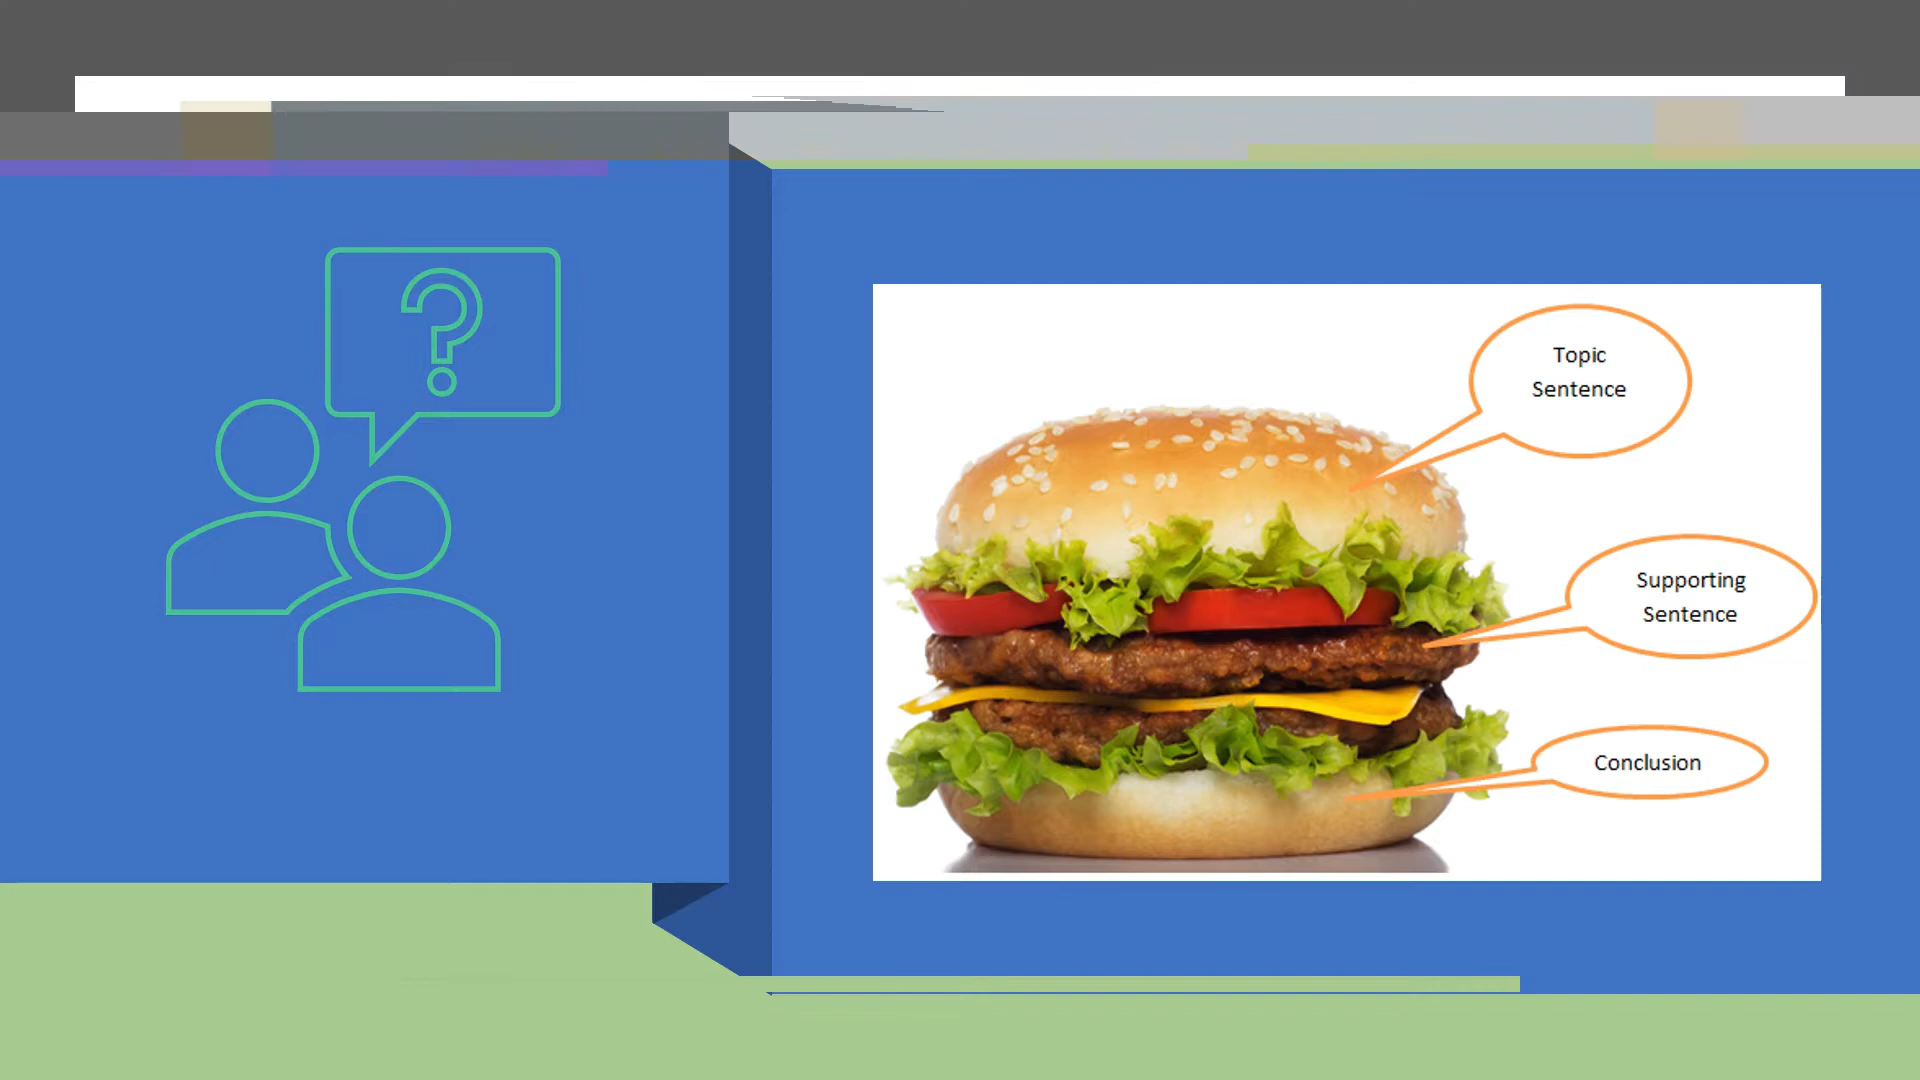 Topic
Sentence
Supporting
Sentence
Conclusion